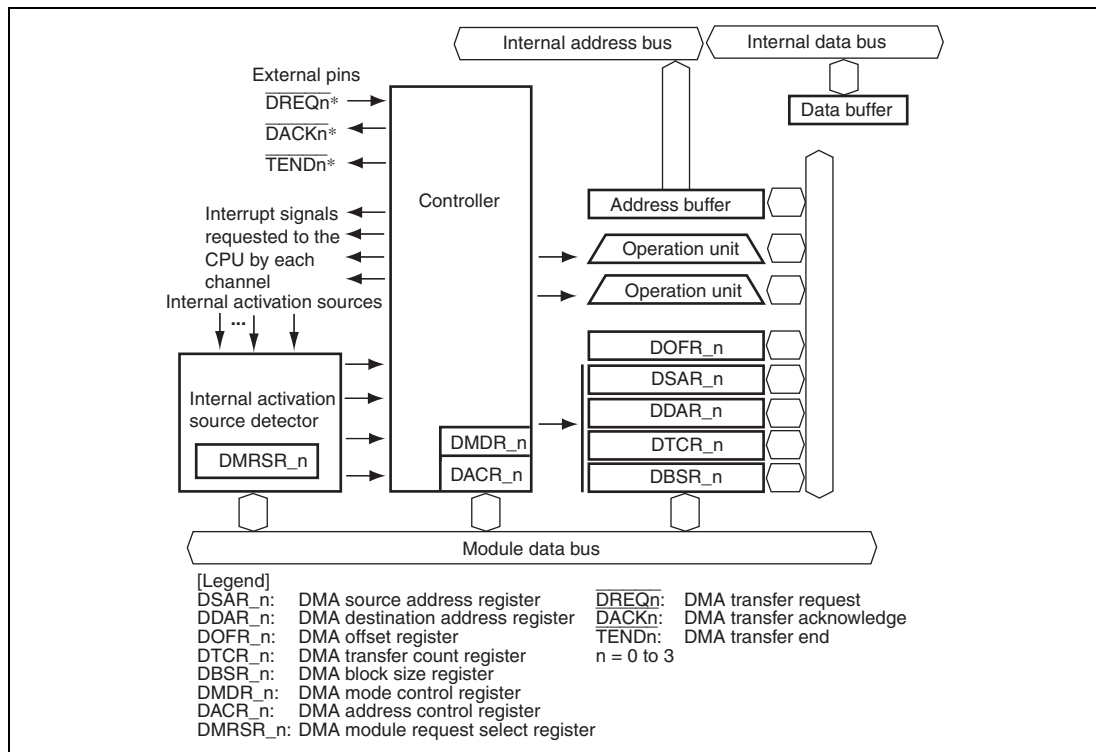 Internal address bus
Internal data bus
External pins
DREQn*
Data buffer
DACKn*
TENDn*
Controller
Address buffer
Interrupt signals
requested to the
CPU by each
channel
Operation unit
Operation unit
Internal activation sources
...
DOFR_n
DSAR_n
Internal activation
source detector
DDAR_n
DMDR_n
DTCR_n
DMRSR_n
DACR_n
DBSR_n
Module data bus
[Legend]
DSAR_n: DMA source address register
DDAR_n: DMA destination address register
DOFR_n: DMA offset register
DTCR_n: DMA transfer count register
DBSR_n: DMA block size register
DMDR_n: DMA mode control register
DACR_n: DMA address control register
DMRSR_n: DMA module request select register
DREQn: DMA transfer request
DACKn: DMA transfer acknowledge
TENDn: DMA transfer end
n = 0 to 3